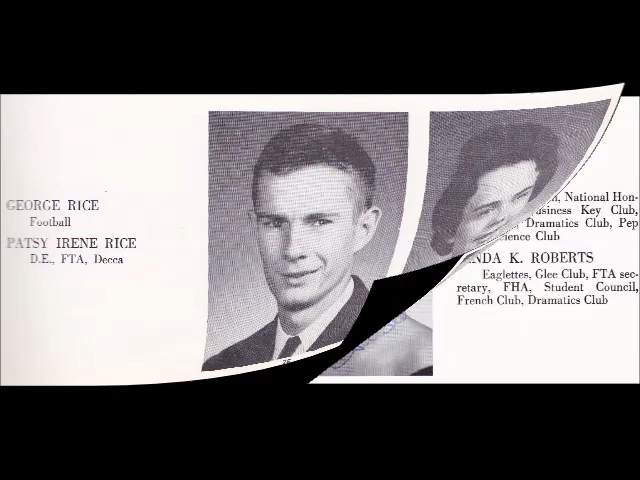 GEORGE RICE
Football
PATSY IRENE RICE
D.E., FTA, Decca
National Hon-
Key Club,
Dramatics Club, Pep
Club
K. ROBERTS
Eaglettes, Glee Club, FTA sec-
retary, FHA, Student Council,
French Club, Dramatics Club